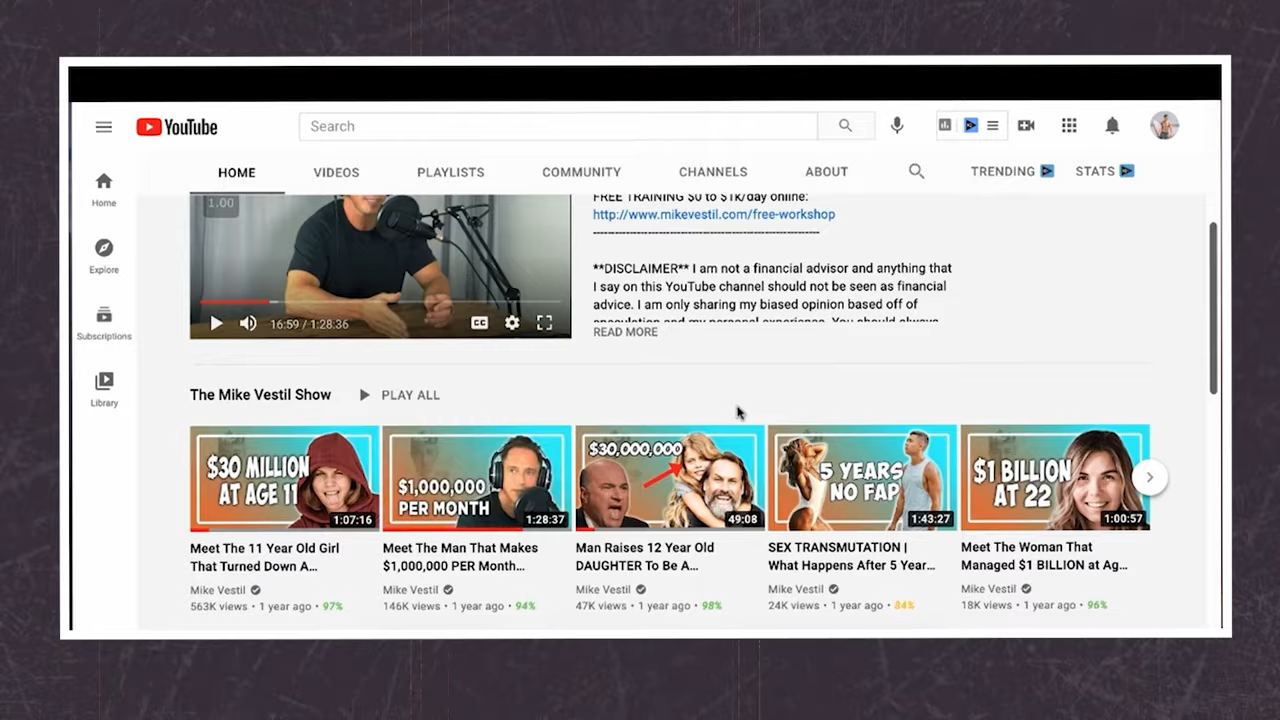 YouTube
Search
HOME VIDEOS PLAYLISTS COMMUNITY CHANNELS ABOUT TRENDING STATS
Home
Explore
Subscriptions
Library
1.00
16:59 / 1:28:36
CC
FREE TRAINING $0 to $1K/day online:
http://www.mikevestil.com/free-workshop
**DISCLAIMER** I am not a financial advisor and anything that
I say on this YouTube channel should not be seen as financial
advice. I am only sharing my biased opinion based off of
speculation and my personal experience. You should always
READ MORE
The Mike Vestil Show PLAY ALL
$30 MILLION
AT AGE 11
1:07:16
Meet The 11 Year Old Girl
That Turned Down A...
Mike Vestil
563K views • 1 year ago • 97%
$1,000,000
PER MONTH
1:28:37
Meet The Man That Makes
$1,000,000 PER Month...
Mike Vestil
146K views • 1 year ago • 94%
$30,000,000
49:08
Man Raises 12 Year Old
DAUGHTER To Be A...
Mike Vestil
47K views • 1 year ago • 98%
5 YEARS
NO FAP
1:43:27
SEX TRANSMUTATION |
What Happens After 5 Year...
Mike Vestil
24K views • 1 year ago • 84%
$1 BILLION
AT 22
1:00:57
Meet The Woman That
Managed $1 BILLION at Ag...
Mike Vestil
18K views • 1 year ago • 96%